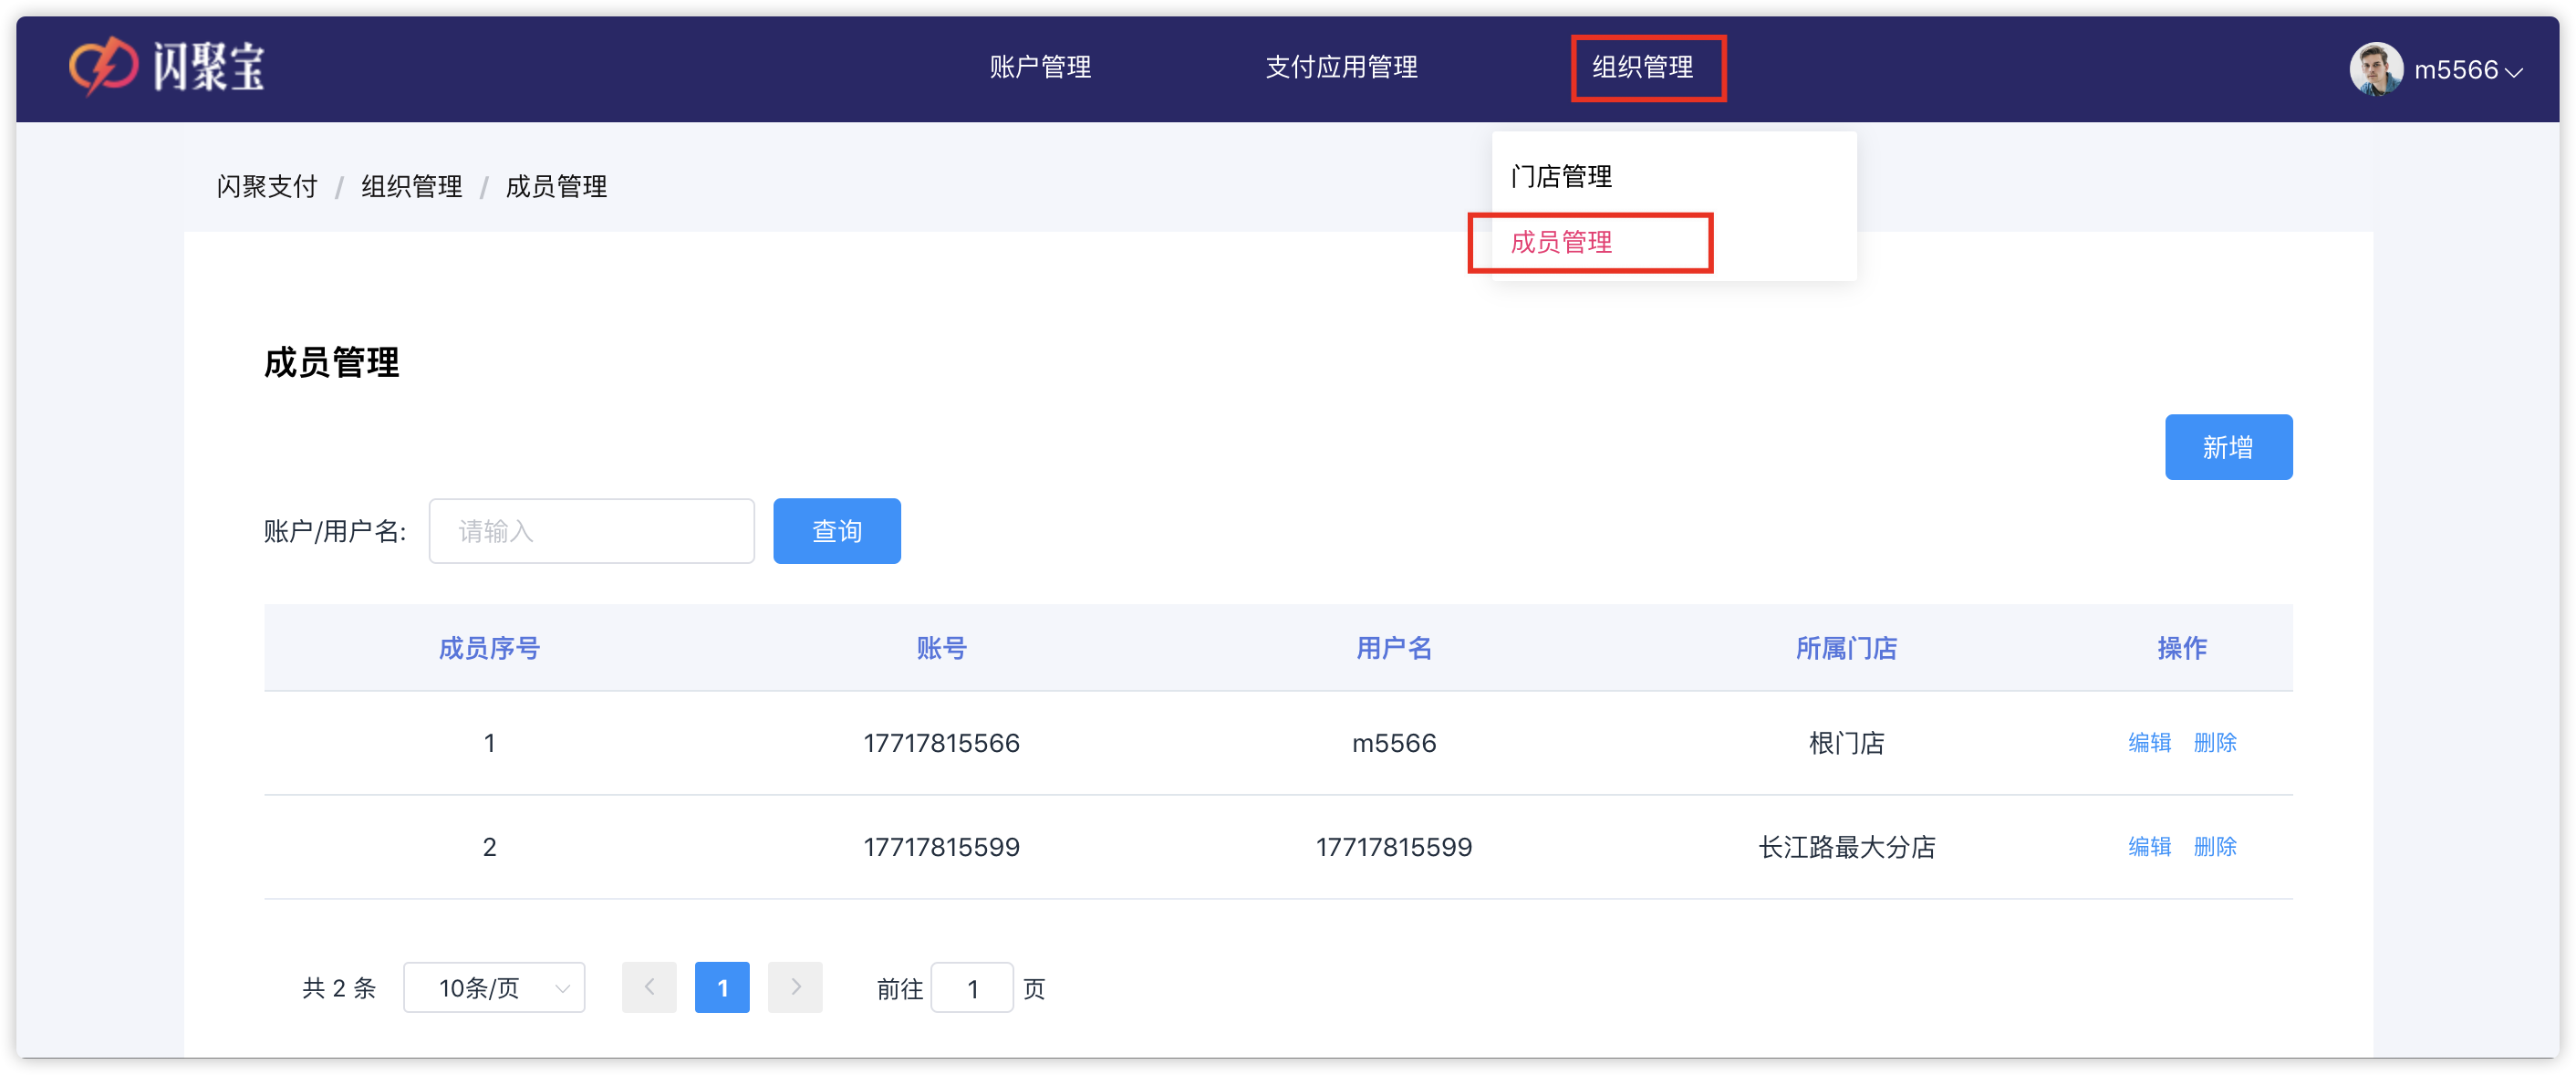 闪聚宝 账户管理 支付应用管理 组织管理 m5566
门店管理
闪聚支付 / 组织管理 / 成员管理
成员管理
成员管理
新增
账户/用户名: 请输入 查询
成员序号 账号 用户名 所属门店 操作
1 17717815566 m5566 根门店 编辑 删除
2 17717815599 17717815599 长江路最大分店 编辑 删除
共 2 条 10条/页 1 前往 1 页